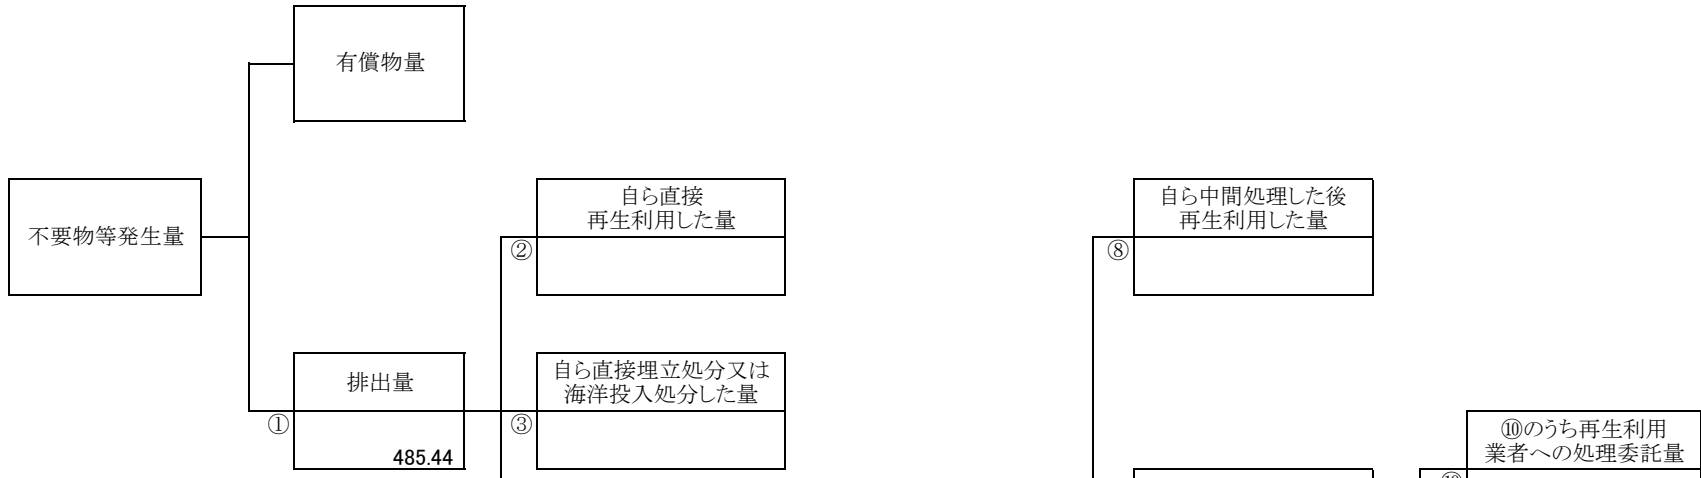 有償物量
不要物等発生量
自ら直接
再生利用した量
②
自ら中間処理した後
再生利用した量
⑧
排出量
①
485.44
自ら直接埋立処分又は
海洋投入処分した量
③
⑩のうち再生利用
業者への処理委託量